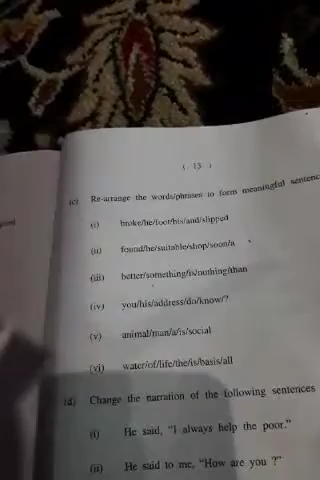 ( 13 )
(c) Re-arrange the words/phrases to form meaningful sentenc
(i) broke/he/foot/his/and/slipped
(ii) found/he/suitable/shop/soon/a
(iii) better/something/is/nothing/than
(iv) you/his/address/do/know/?
(v) animal/man/a/is/social
(vi) water/of/life/the/is/basis/all
(d) Change the narration of the following sentences
(i) He said, "I always help the poor."
(ii) He said to me, "How are you ?"